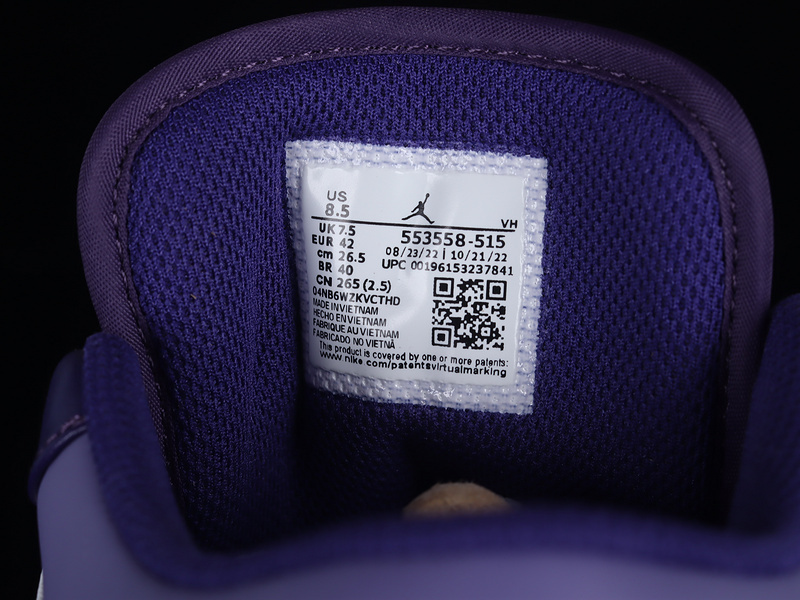 US
8.5
VH
UK 7.5
EUR 42
cm 26.5
BR 40
CN 265 (2.5)
553558-515
08/23/22 | 10/21/22
UPC 00196153237841
04NB6WZKVCTHD
MADE IN VIETNAM
HECHO EN VIETNAM
FABRIQUE AU VIETNAM
FABRICADO NO VIETNÃ
This product is covered by one or more patents:
www.nike.com/patentsvirtualmarking